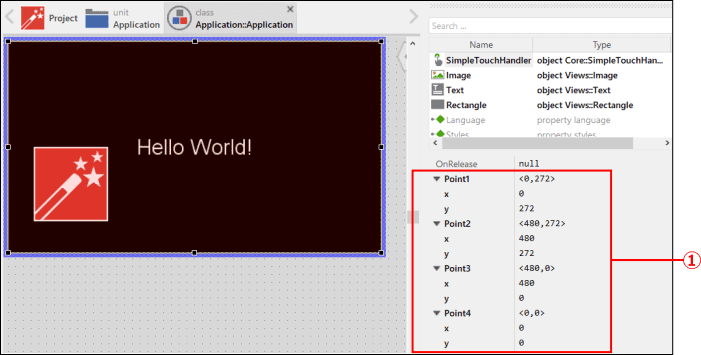 Project
unit
Application
class
Application::Application
Hello World!
Search ...
Name Type
SimpleTouchHandler object Core::SimpleTouchHan...
Image object Views::Image
Text object Views::Text
Rectangle object Views::Rectangle
Language property language
Styles property styles
OnRelease null
Point1 <0,272>
x 0
y 272
Point2 <480,272>
x 480
y 272
Point3 <480,0>
x 480
y 0
Point4 <0,0>
x 0
y 0
1